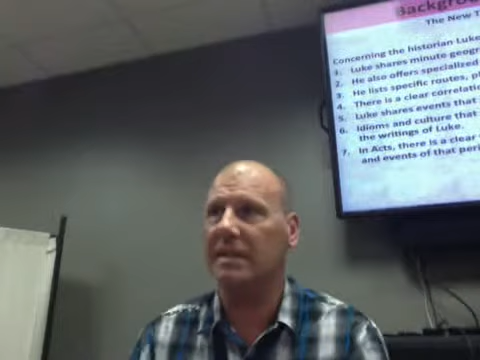 Backgrou
The New T
Concerning the historian Luke
1. Luke shares minute geogr
2. He also offers specialized
3. He lists specific routes, pl
4. There is a clear correlatio
5. Luke shares events that
6. Idioms and culture that
the writings of Luke.
7. In Acts, there is a clear
and events of that peri